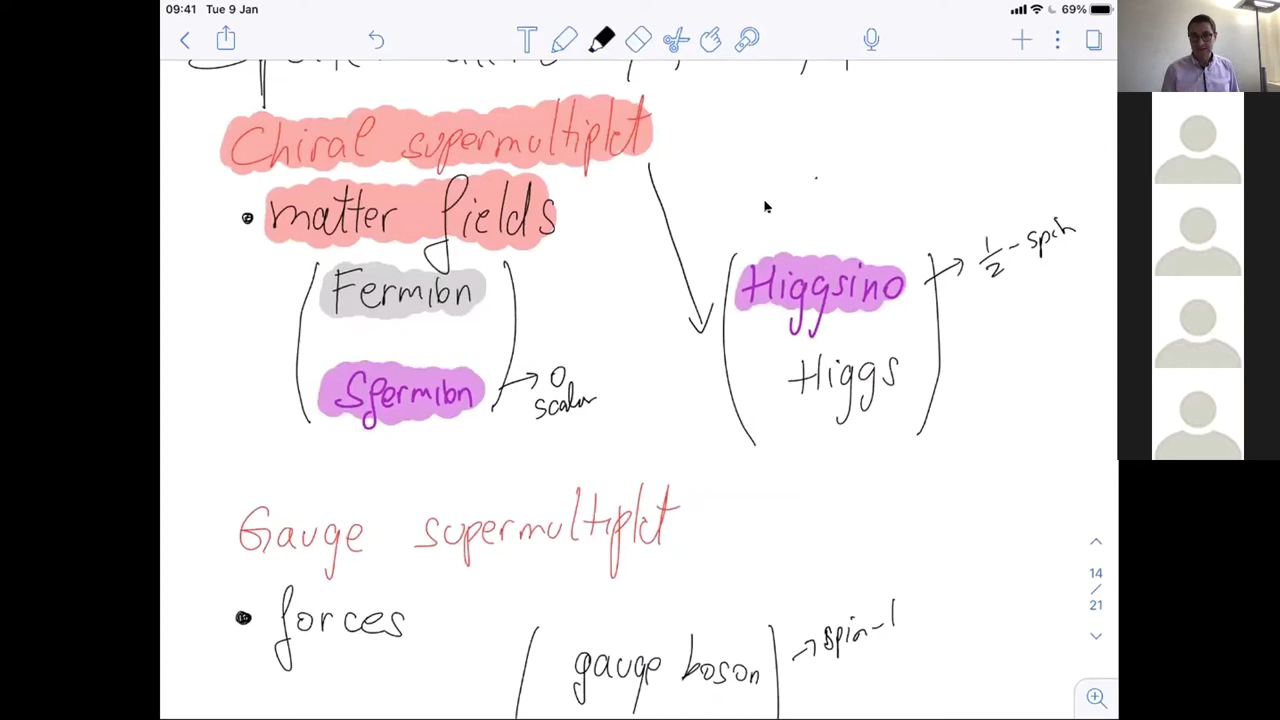 09:41 Tue 9 Jan
69%
Chiral supermultiplet
• matter fields
Fermion
Sfermion
→ 0
scalar
Higgsino
Higgs
→ 1/2 - spin
Gauge supermultiplet
• forces
gauge boson
→ spin-1
14
/
21